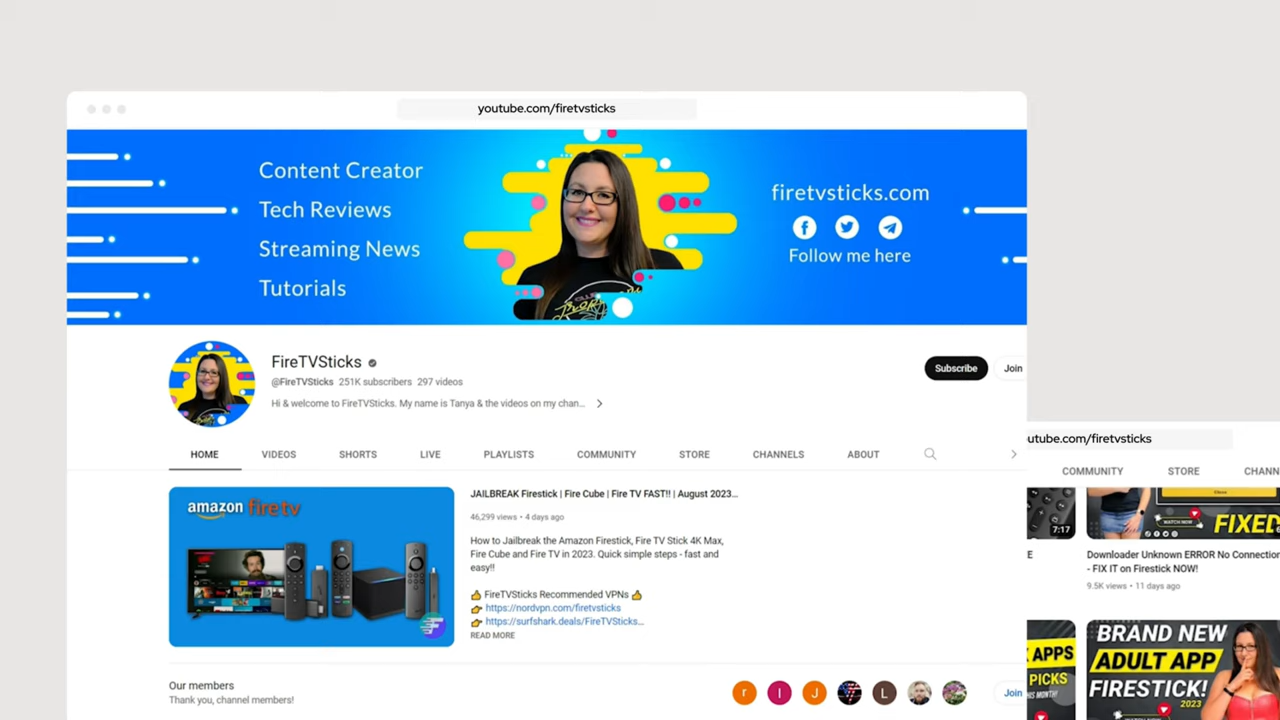 youtube.com/firetvsticks
Content Creator
Tech Reviews
Streaming News
Tutorials
firetvsticks.com
Follow me here
FireTVSticks
@FireTVSticks 251K subscribers 297 videos
Hi & welcome to FireTVSticks. My name is Tanya & the videos on my chan...
Subscribe
Join
HOME VIDEOS SHORTS LIVE PLAYLISTS COMMUNITY STORE CHANNELS ABOUT
amazon fire tv
JAILBREAK Firestick | Fire Cube | Fire TV FAST!! | August 2023...
46,299 views • 4 days ago
How to Jailbreak the Amazon Firestick, Fire TV Stick 4K Max,
Fire Cube and Fire TV in 2023. Quick simple steps - fast and
easy!!
👍 FireTVSticks Recommended VPNs 👍
👉 https://nordvpn.com/firetvsticks
👉 https://surfshark.deals/FireTVSticks...
READ MORE
Our members
Thank you, channel members!
r I J L
Join
utube.com/firetvsticks
COMMUNITY STORE CHANN
7:17
WATCH NOW
FIXED
E
Downloader Unknown ERROR No Connection
- FIX IT on Firestick NOW!
9.5K views • 11 days ago
APPS
PICKS
THIS MONTH!
BRAND NEW
ADULT APP
FIRESTICK!
2023